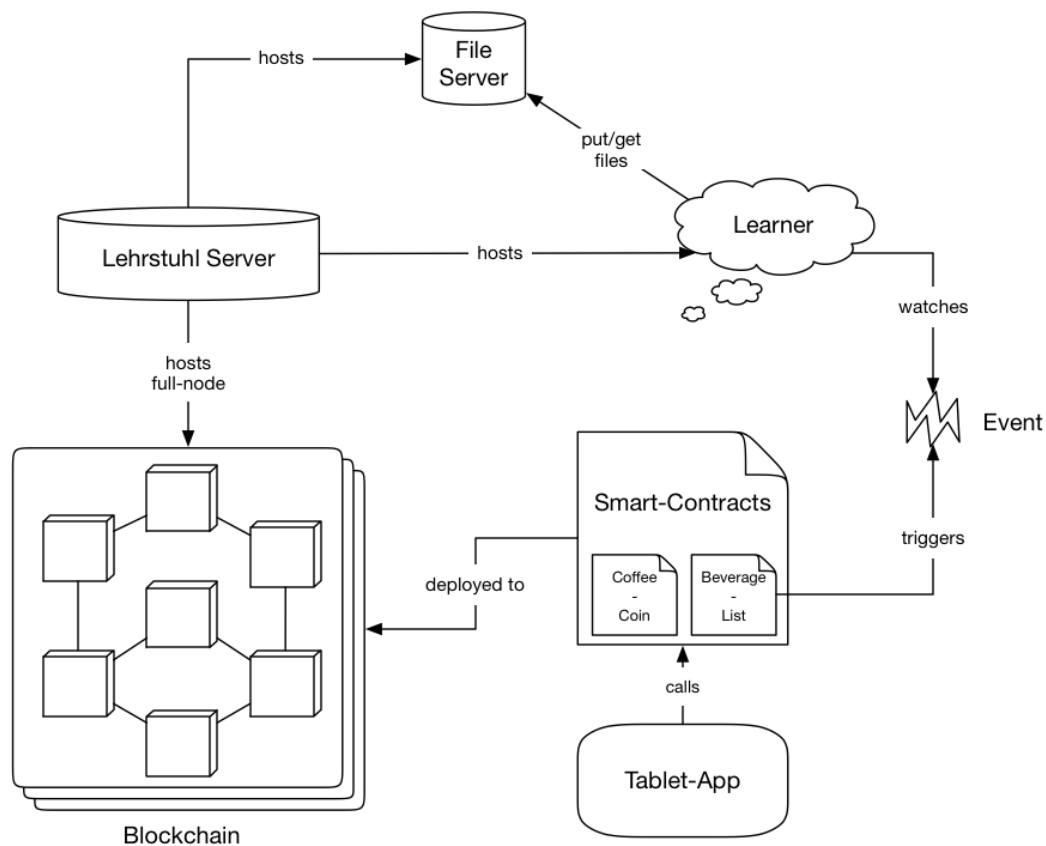 File
Server
hosts
put/get
files
Learner
Lehrstuhl Server
hosts
watches
hosts
full-node
Event
Smart-Contracts
triggers
Coffee
-
Coin
Beverage
-
List
deployed to
calls
Tablet-App
Blockchain